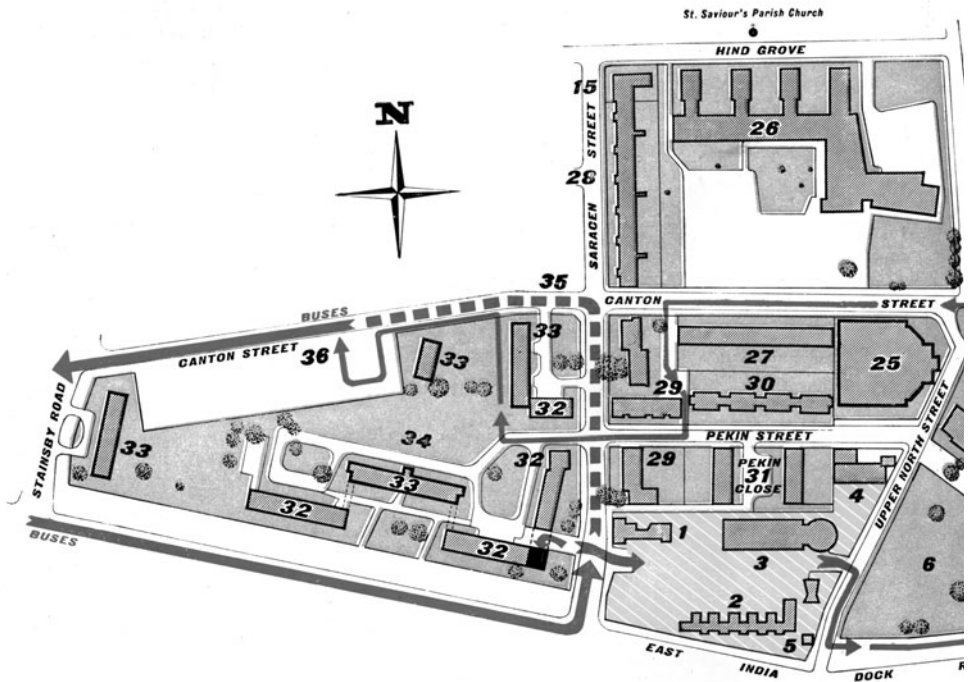 St. Saviour's Parish Church
HIND GROVE
15
26
N
SARACEN STREET
28
35
CANTON STREET
BUSES
CANTON STREET
36
33
33
27
25
29
30
32
STAINSBY ROAD
34
PEKIN STREET
33
32
29
PEKIN CLOSE
31
4
UPPER NORTH STREET
33
32
BUSES
32
1
3
6
2
5
EAST INDIA DOCK R